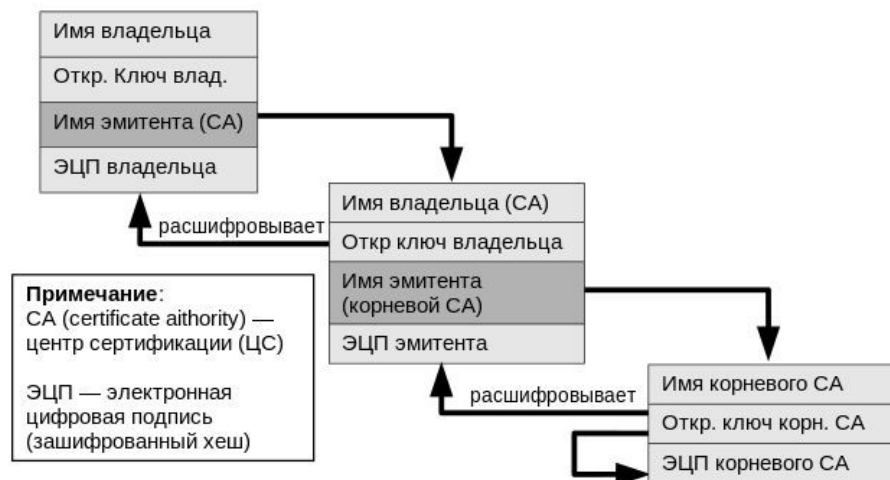 Имя владельца
Откр. Ключ влад.
Имя эмитента (CA)
ЭЦП владельца
расшифровывает
Имя владельца (CA)
Откр ключ владельца
Имя эмитента
(корневой CA)
ЭЦП эмитента
Примечание:
CA (certificate aithority) —
центр сертификации (ЦС)
ЭЦП — электронная
цифровая подпись
(зашифрованный хеш)
расшифровывает
Имя корневого CA
Откр. ключ корн. CA
ЭЦП корневого CA